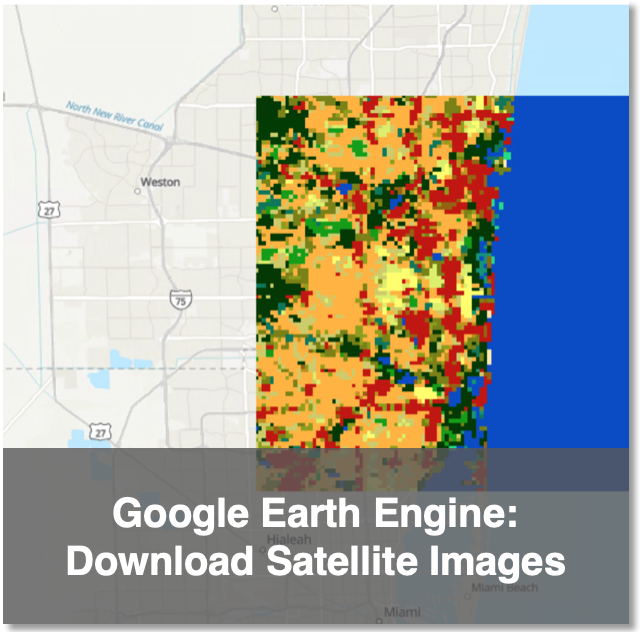 North New River Canal
Weston
27
75
27
Google Earth Engine:
Download Satellite Images
Hialeah
Miami Beach
Miami